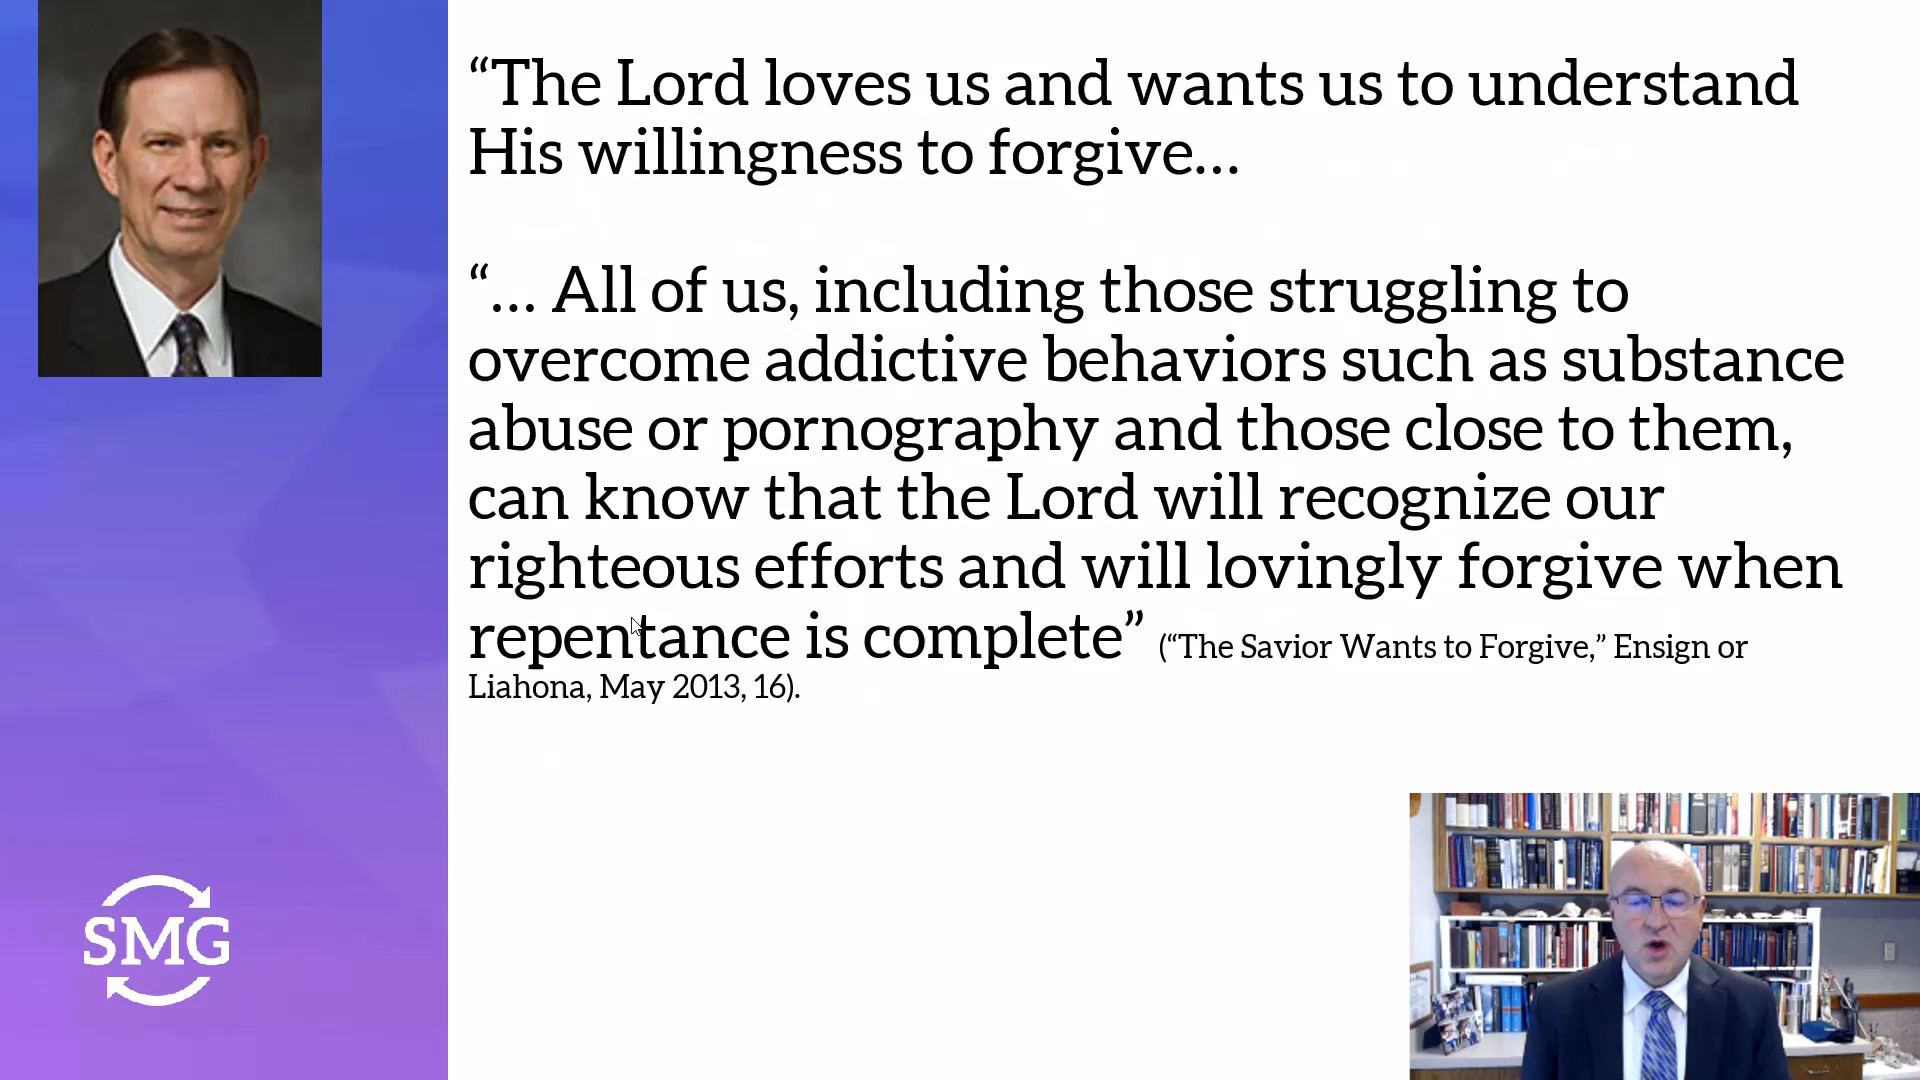 “The Lord loves us and wants us to understand
His willingness to forgive…
“… All of us, including those struggling to
overcome addictive behaviors such as substance
abuse or pornography and those close to them,
can know that the Lord will recognize our
righteous efforts and will lovingly forgive when
repentance is complete” (“The Savior Wants to Forgive,” Ensign or
Liahona, May 2013, 16).
SMG